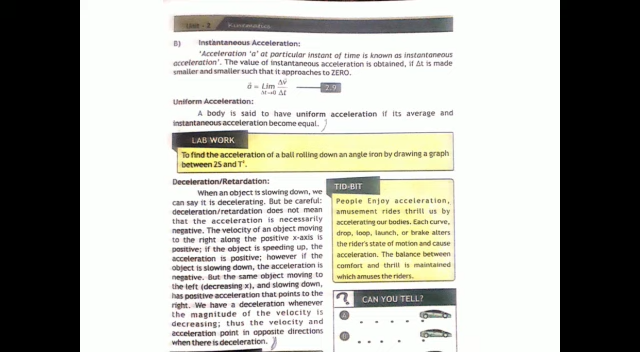 Unit - 2 Kinematics
B) Instantaneous Acceleration:
'Acceleration 'a' at particular instant of time is known as instantaneous
acceleration'. The value of instantaneous acceleration is obtained, if Δt is made
smaller and smaller such that it approaches to ZERO.
a⃗ = Lim Δt→0 Δv⃗/Δt 2.9
Uniform Acceleration:
A body is said to have uniform acceleration if its average and
instantaneous acceleration become equal.
LAB WORK
To find the acceleration of a ball rolling down an angle iron by drawing a graph
between 2S and T².
Deceleration/Retardation:
When an object is slowing down, we
can say it is decelerating. But be careful:
deceleration/retardation does not mean
that the acceleration is necessarily
negative. The velocity of an object moving
to the right along the positive x-axis is
positive; if the object is speeding up, the
acceleration is positive; however if the
object is slowing down, the acceleration is
negative. But the same object moving to
the left (decreasing x), and slowing down,
has positive acceleration that points to the
right. We have a deceleration whenever
the magnitude of the velocity is
decreasing; thus the velocity and
acceleration point in opposite directions
when there is deceleration.
TID-BIT
People Enjoy acceleration,
amusement rides thrill us by
accelerating our bodies. Each curve,
drop, loop, launch, or brake alters
the rider's state of motion and cause
acceleration. The balance between
comfort and thrill is maintained
which amuses the riders.
? CAN YOU TELL?
A
B